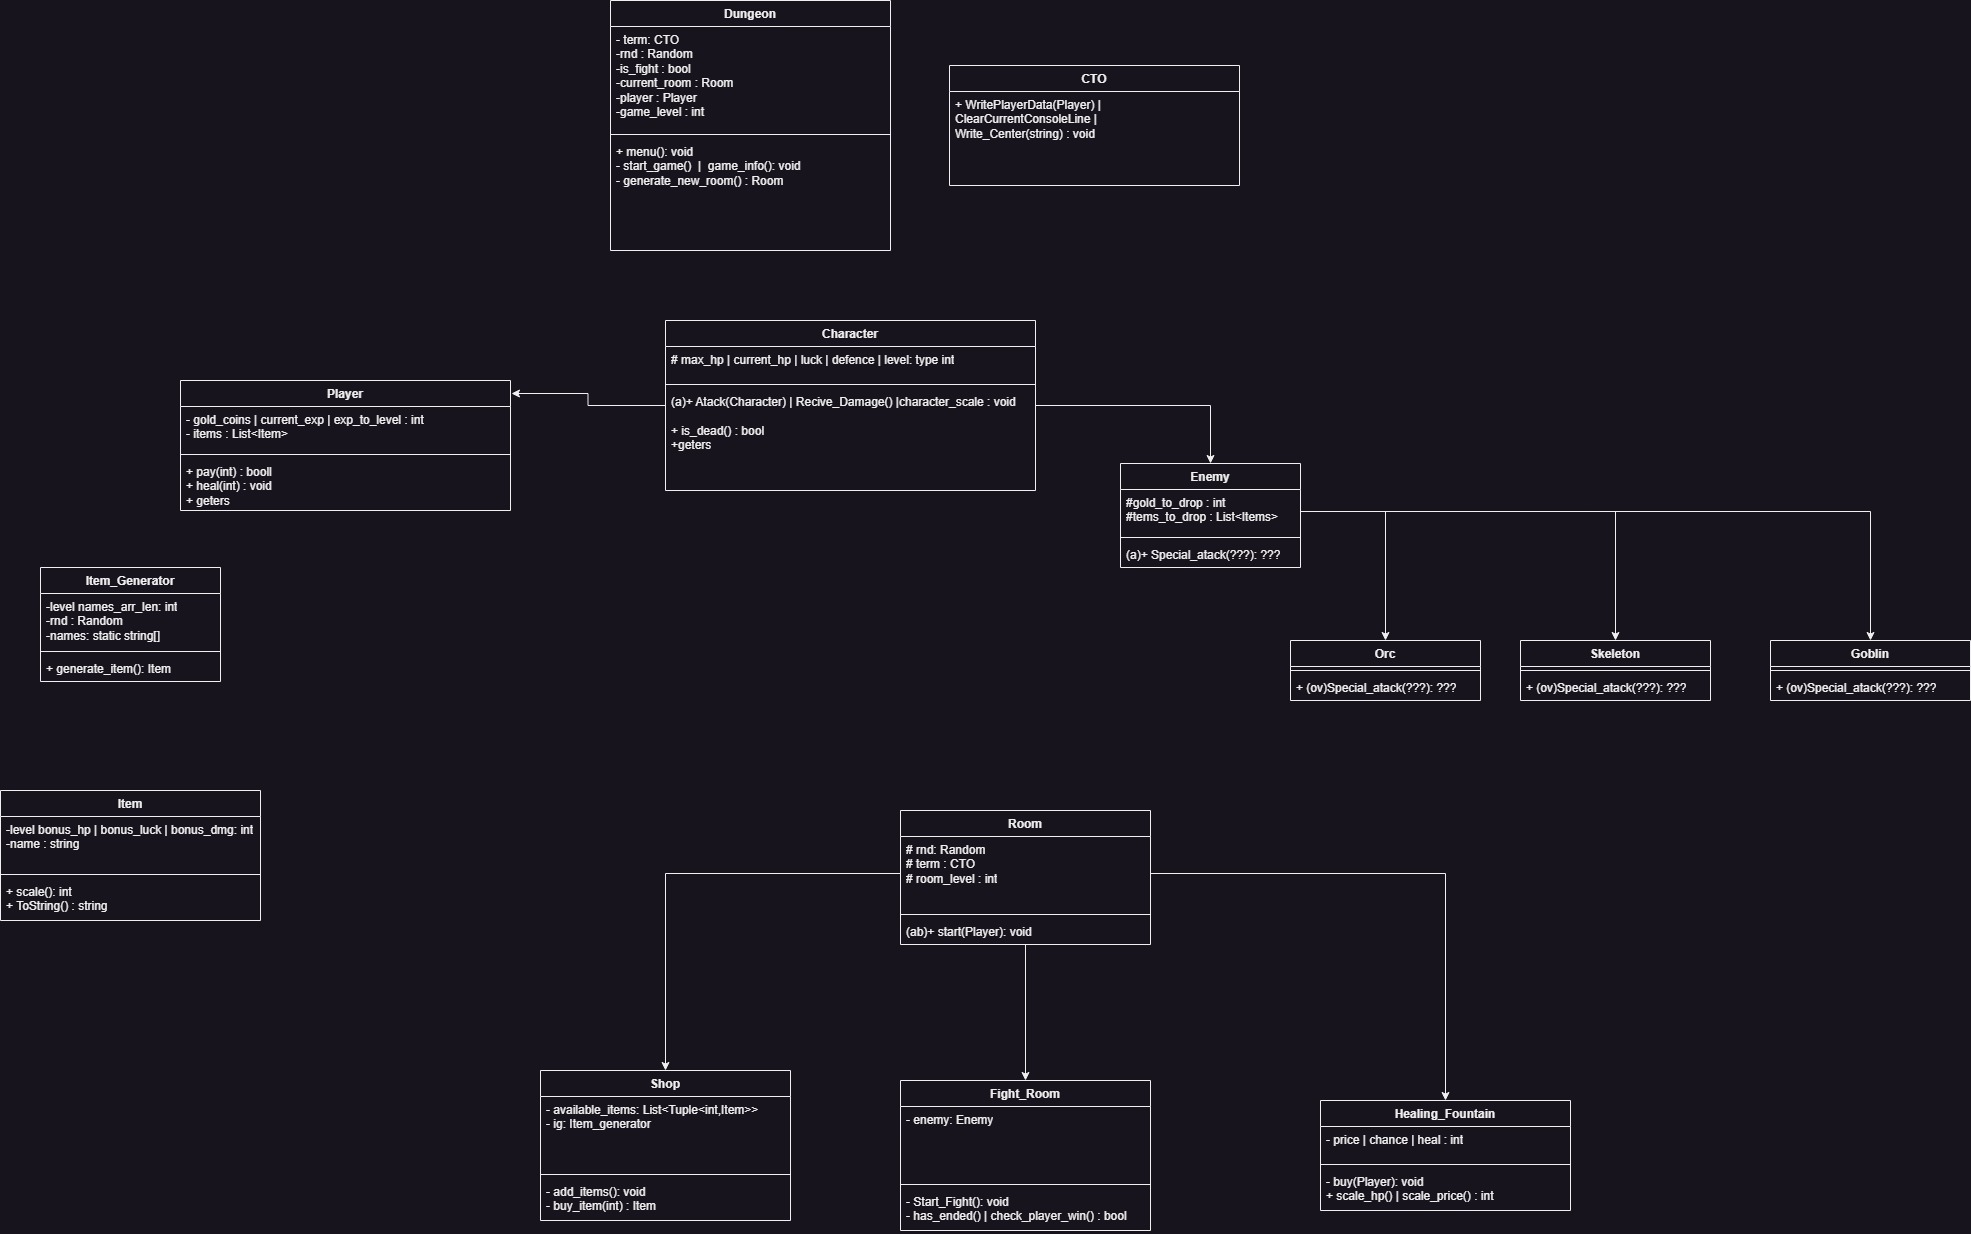 Dungeon
- term: CTO
-rnd : Random
-is_fight : bool
-current_room : Room
-player : Player
-game_level : int
+ menu(): void
- start_game()  |  game_info(): void
- generate_new_room() : Room
CTO
+ WritePlayerData(Player) |
ClearCurrentConsoleLine |
Write_Center(string) : void
Character
# max_hp | current_hp | luck | defence | level: type int
(a)+ Atack(Character) | Recive_Damage() |character_scale : void
+ is_dead() : bool
+geters
Player
- gold_coins | current_exp | exp_to_level : int
- items : List<Item>
+ pay(int) : booll
+ heal(int) : void
+ geters
Enemy
#gold_to_drop : int
#tems_to_drop : List<Items>
(a)+ Special_atack(???): ???
Item_Generator
-level names_arr_len: int
-rnd : Random
-names: static string[]
+ generate_item(): Item
Orc
+ (ov)Special_atack(???): ???
Skeleton
+ (ov)Special_atack(???): ???
Goblin
+ (ov)Special_atack(???): ???
Item
-level bonus_hp | bonus_luck | bonus_dmg: int
-name : string
+ scale(): int
+ ToString() : string
Room
# rnd: Random
# term : CTO
# room_level : int
(ab)+ start(Player): void
Shop
- available_items: List<Tuple<int,Item>>
- ig: Item_generator
- add_items(): void
- buy_item(int) : Item
Fight_Room
- enemy: Enemy
- Start_Fight(): void
- has_ended() | check_player_win() : bool
Healing_Fountain
- price | chance | heal : int
- buy(Player): void
+ scale_hp() | scale_price() : int